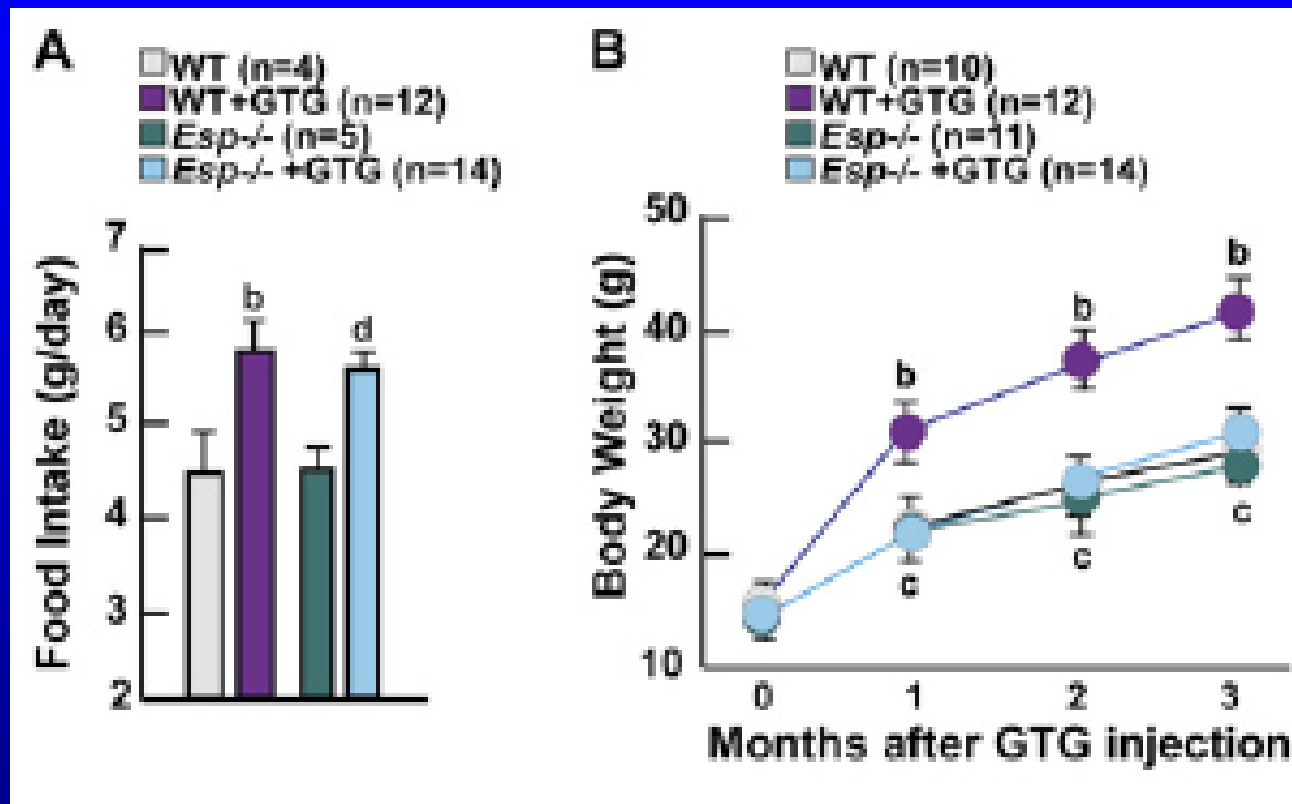 A
WT (n=4)
WT+GTG (n=12)
Esp-/- (n=5)
Esp-/- +GTG (n=14)
Food Intake (g/day)
7
6
5
4
3
2
b
d
B
WT (n=10)
WT+GTG (n=12)
Esp-/- (n=11)
Esp-/- +GTG (n=14)
Body Weight (g)
50
40
30
20
10
b
b
b
c
c
c
0 1 2 3
Months after GTG injection